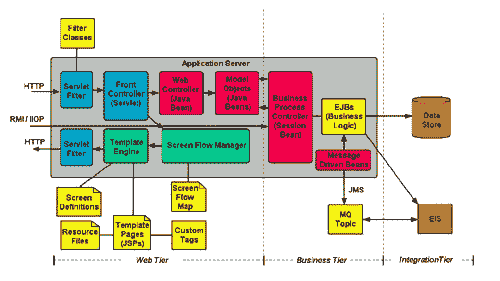 Filter
Classes
Application Server
HTTP
Servlet
Filter
Front
Controller
(Servlet)
Web
Controller
(Java
Bean)
Model
Objects
(Java
Beans)
Business
Process
Controller
(Session
Bean)
EJBs
(Business
Logic)
Data
Store
RMI / IIOP
HTTP
Servlet
Filter
Template
Engine
Screen Flow Manager
Message
Driven Beans
JMS
Screen
Definitions
Screen
Flow
Map
Resource
Files
Template
Pages
(JSPs)
Custom
Tags
MQ
Topic
EIS
Web Tier
Business Tier
IntegrationTier